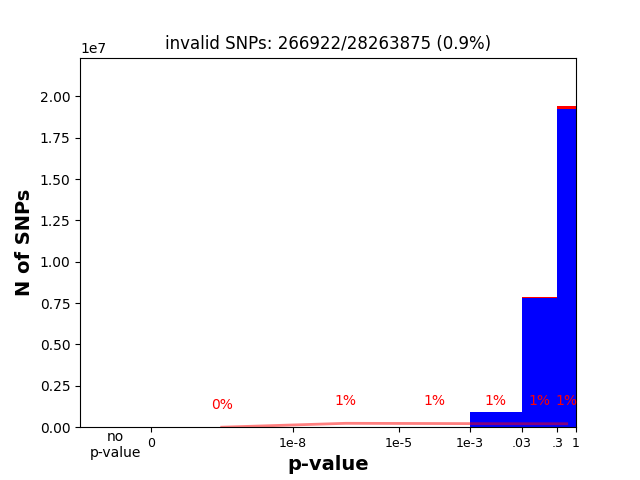 invalid SNPs: 266922/28263875 (0.9%)
1e7
2.00
1.75
1.50
1.25
1.00
0.75
0.50
0.25
0.00
N of SNPs
0% 1% 1% 1% 1% 1%
no
p-value
0 1e-8 1e-5 1e-3 .03 .3 1
p-value